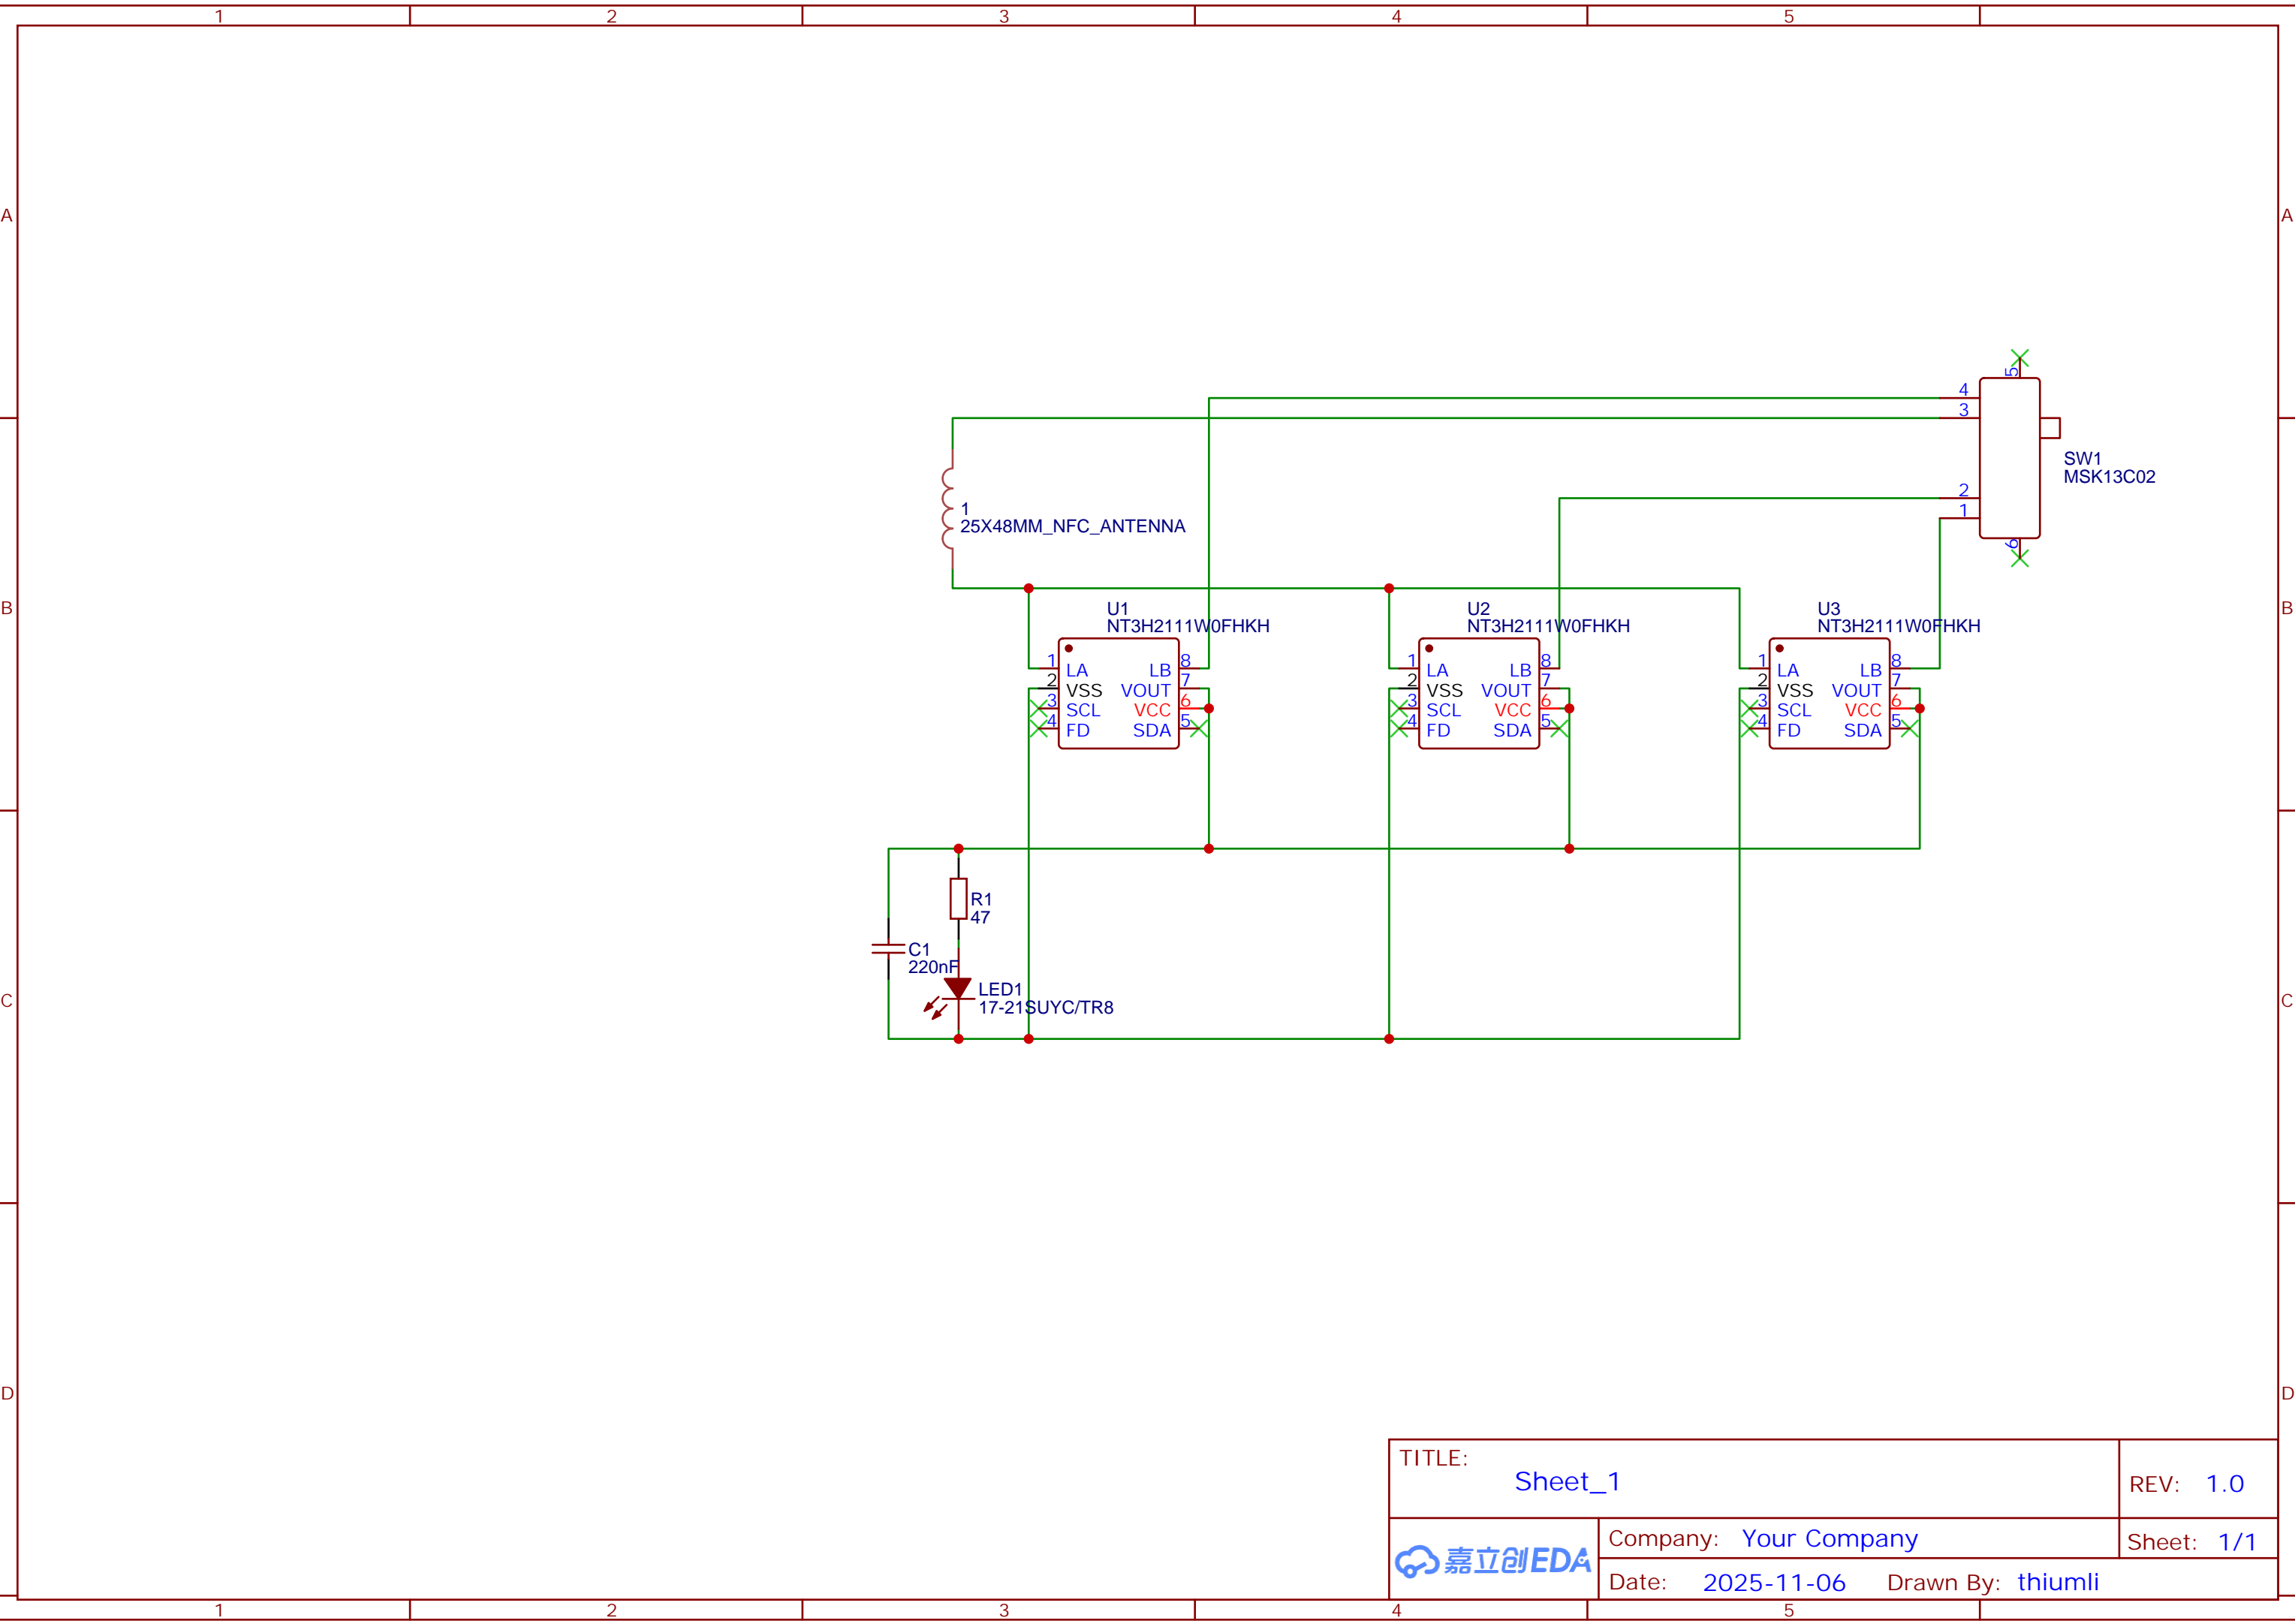 1 2 3 4 5
A A
5
4
3
SW1
MSK13C02
2
1
6
1
25X48MM_NFC_ANTENNA
B B
U1
NT3H2111W0FHKH
1 LA LB 8
2 VSS VOUT 7
3 SCL VCC 6
4 FD SDA 5
U2
NT3H2111W0FHKH
1 LA LB 8
2 VSS VOUT 7
3 SCL VCC 6
4 FD SDA 5
U3
NT3H2111W0FHKH
1 LA LB 8
2 VSS VOUT 7
3 SCL VCC 6
4 FD SDA 5
R1
47
C1
220nF
LED1
17-21SUYC/TR8
C C
D D
TITLE:
Sheet_1
REV: 1.0
嘉立创EDA
Company: Your Company
Sheet: 1/1
Date: 2025-11-06 Drawn By: thiumli
1 2 3 4 5